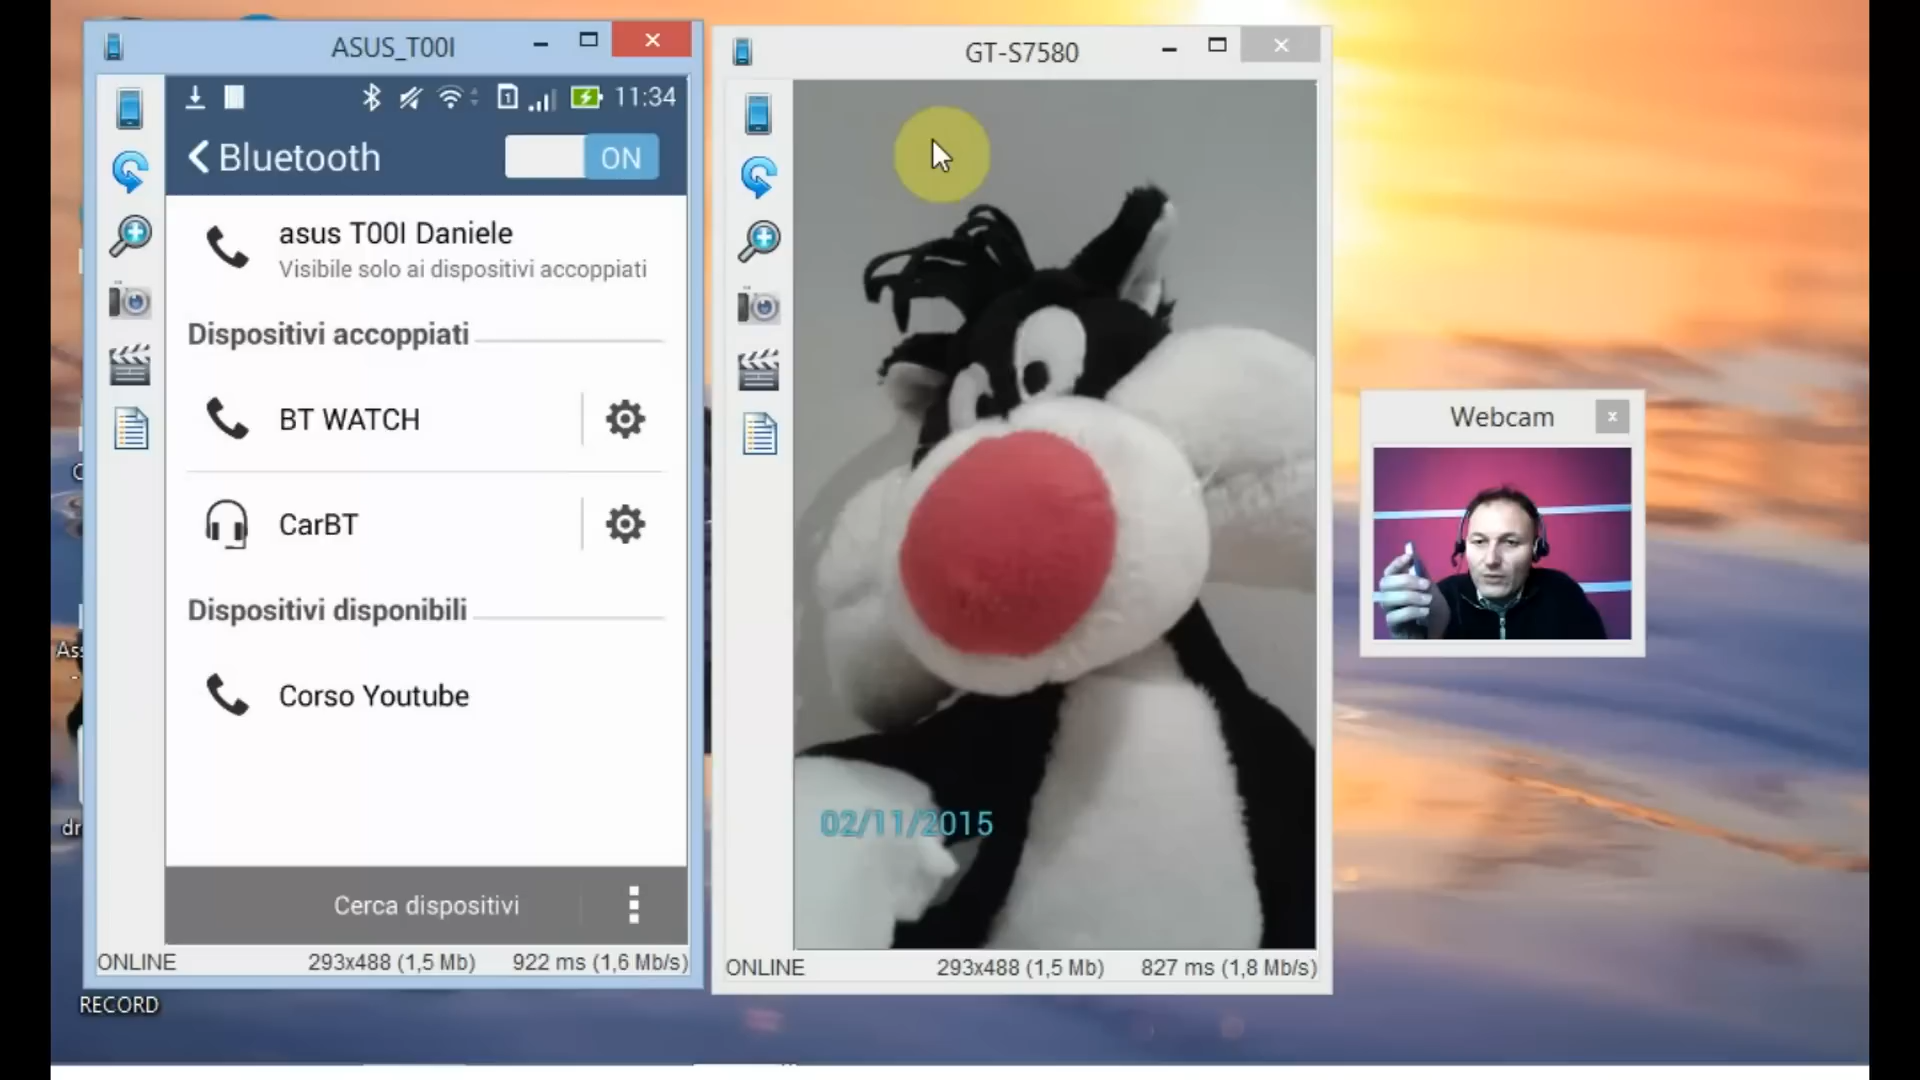 ASUS_T00I
11:34
Bluetooth
ON
asus T00I Daniele
Visibile solo ai dispositivi accoppiati
Dispositivi accoppiati
BT WATCH
CarBT
Dispositivi disponibili
Corso Youtube
Cerca dispositivi
ONLINE 293x488 (1,5 Mb) 922 ms (1,6 Mb/s)
RECORD
GT-S7580
02/11/2015
ONLINE 293x488 (1,5 Mb) 827 ms (1,8 Mb/s)
Webcam